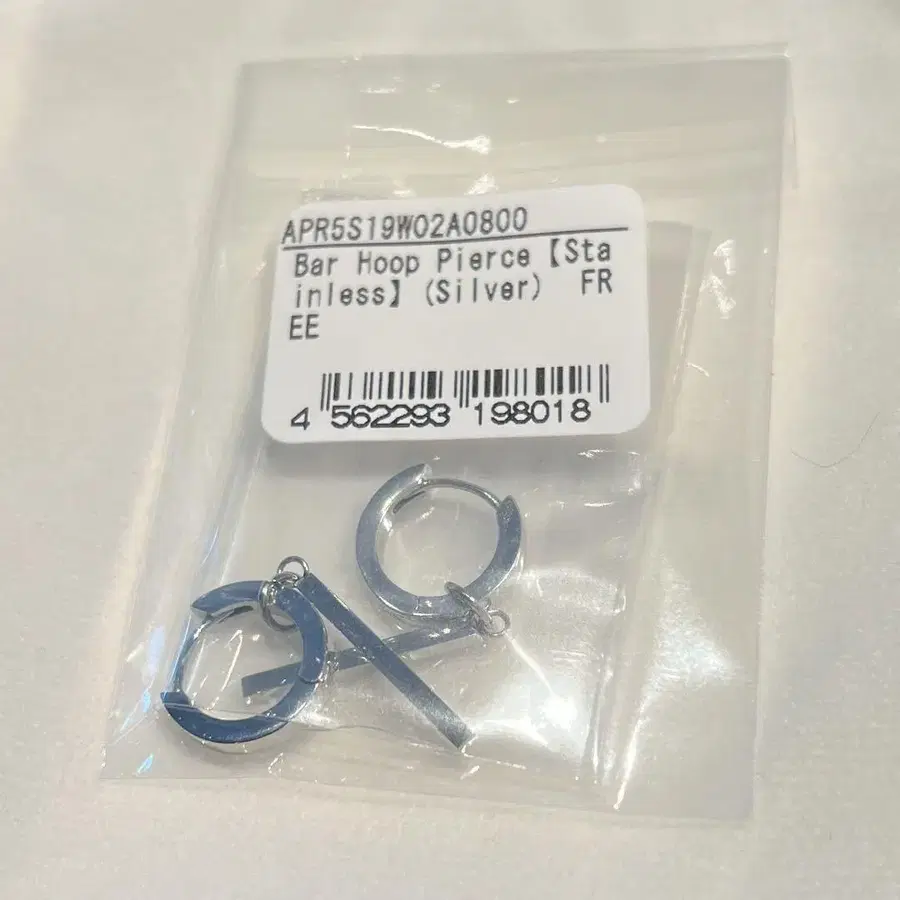 APR5S19W02A0800
Bar Hoop Pierce【Sta
inless】(Silver)　FR
EE
4 562293 198018